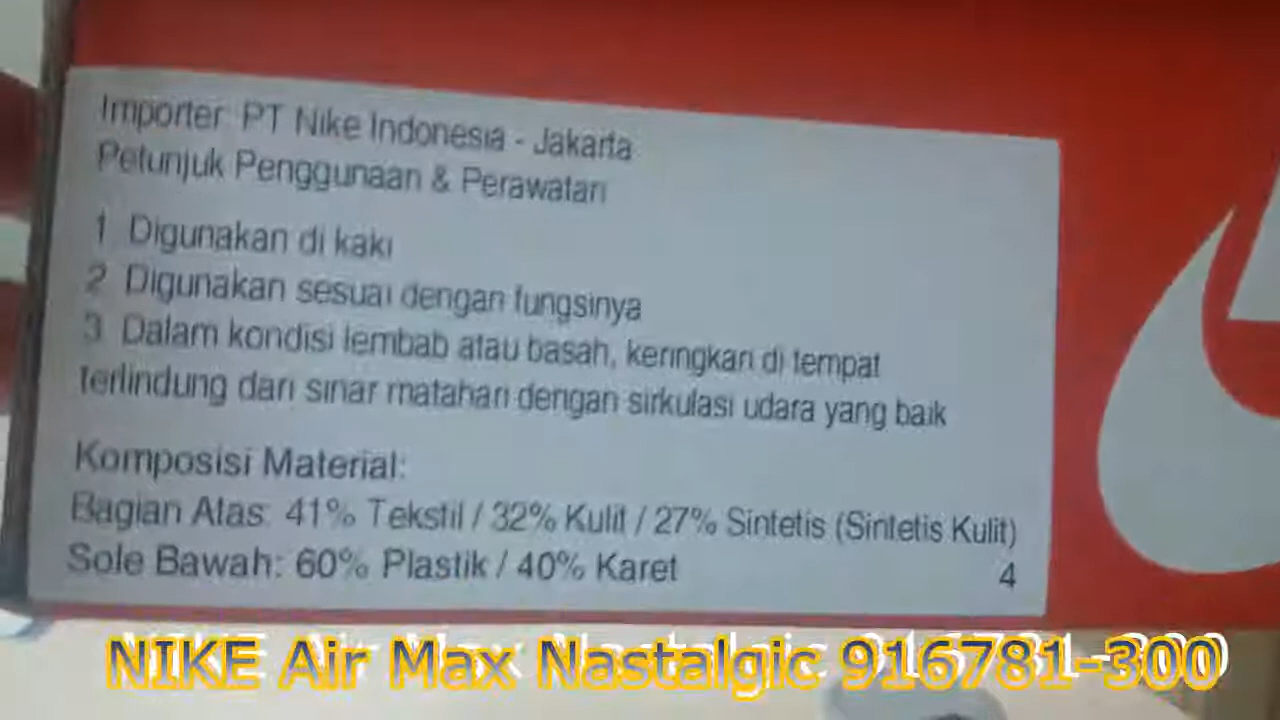 Importer: PT Nike Indonesia - Jakarta
Petunjuk Penggunaan & Perawatan
1. Digunakan di kaki
2. Digunakan sesuai dengan fungsinya
3. Dalam kondisi lembab atau basah, keringkan di tempat
terlindung dari sinar matahari dengan sirkulasi udara yang baik
Komposisi Material:
Bagian Atas: 41% Tekstil / 32% Kulit / 27% Sintetis (Sintetis Kulit)
Sole Bawah: 60% Plastik / 40% Karet
4
NIKE Air Max Nastalgic 916781-300